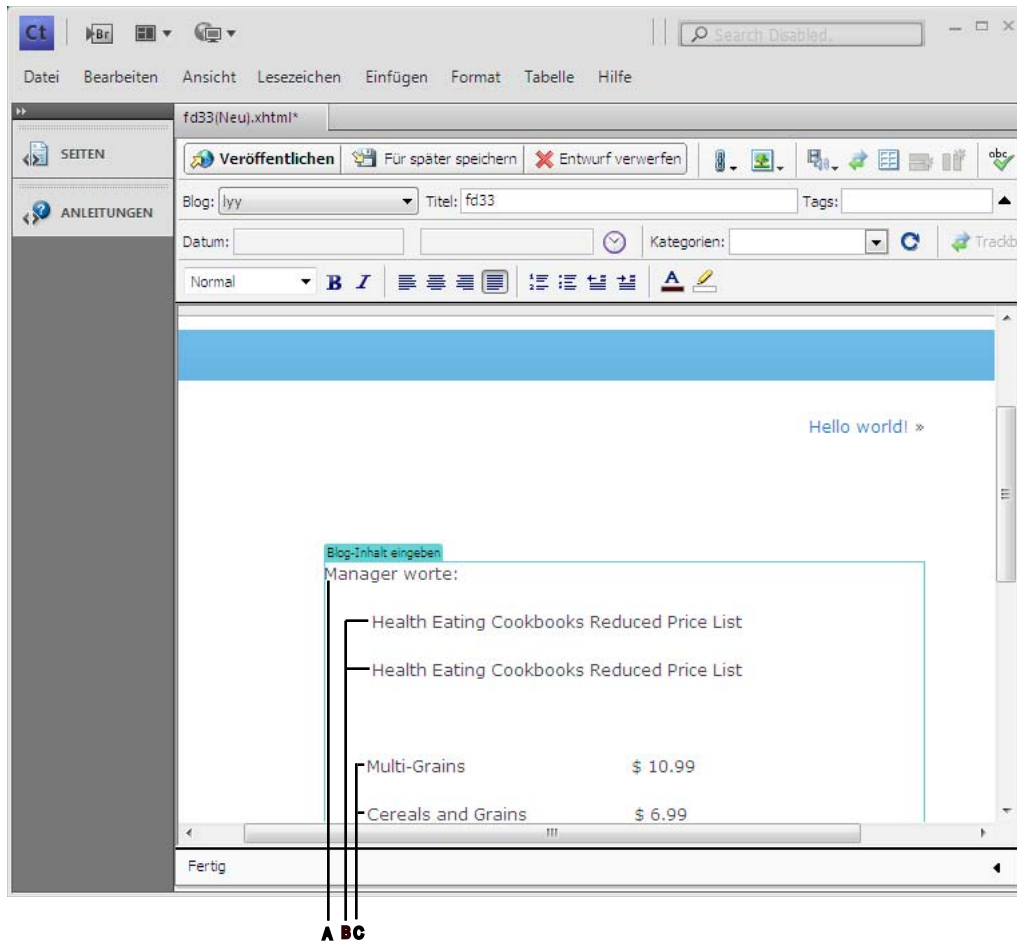 Ct Br Search Disabled.
Datei Bearbeiten Ansicht Lesezeichen Einfügen Format Tabelle Hilfe
fd33(Neu).xhtml*
SEITEN
ANLEITUNGEN
Veröffentlichen Für später speichern Entwurf verwerfen abc
Blog: lyy Titel: fd33 Tags:
Datum: Kategorien: Trackb
Normal B I A
Hello world! »
Blog-Inhalt eingeben
Manager worte:
Health Eating Cookbooks Reduced Price List
Health Eating Cookbooks Reduced Price List
Multi-Grains $ 10.99
Cereals and Grains $ 6.99
Fertig
A B C